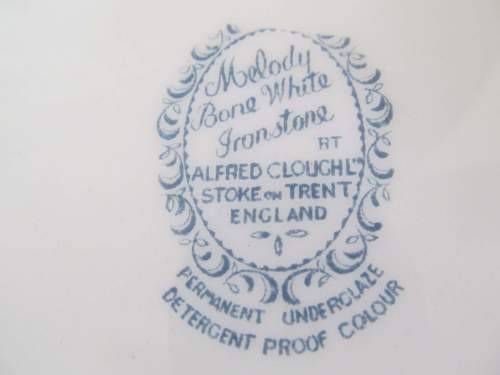 Melody
Bone White
Ironstone
RT
ALFRED CLOUGH LTD
STOKE ON TRENT
ENGLAND
PERMANENT UNDERGLAZE
DETERGENT PROOF COLOUR